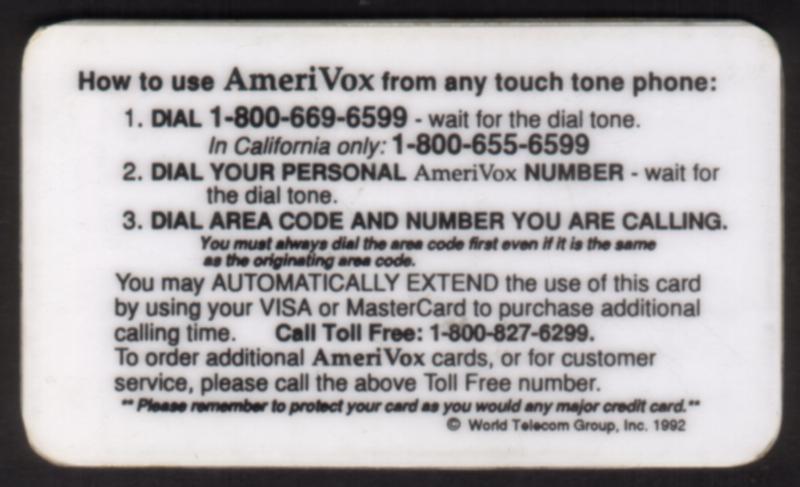 How to use AmeriVox from any touch tone phone:
1. DIAL 1-800-669-6599 - wait for the dial tone.
In California only: 1-800-655-6599
2. DIAL YOUR PERSONAL AmeriVox NUMBER - wait for
the dial tone.
3. DIAL AREA CODE AND NUMBER YOU ARE CALLING.
You must always dial the area code first even if it is the same
as the originating area code.
You may AUTOMATICALLY EXTEND the use of this card
by using your VISA or MasterCard to purchase additional
calling time. Call Toll Free: 1-800-827-6299.
To order additional AmeriVox cards, or for customer
service, please call the above Toll Free number.
** Please remember to protect your card as you would any major credit card.**
© World Telecom Group, Inc. 1992